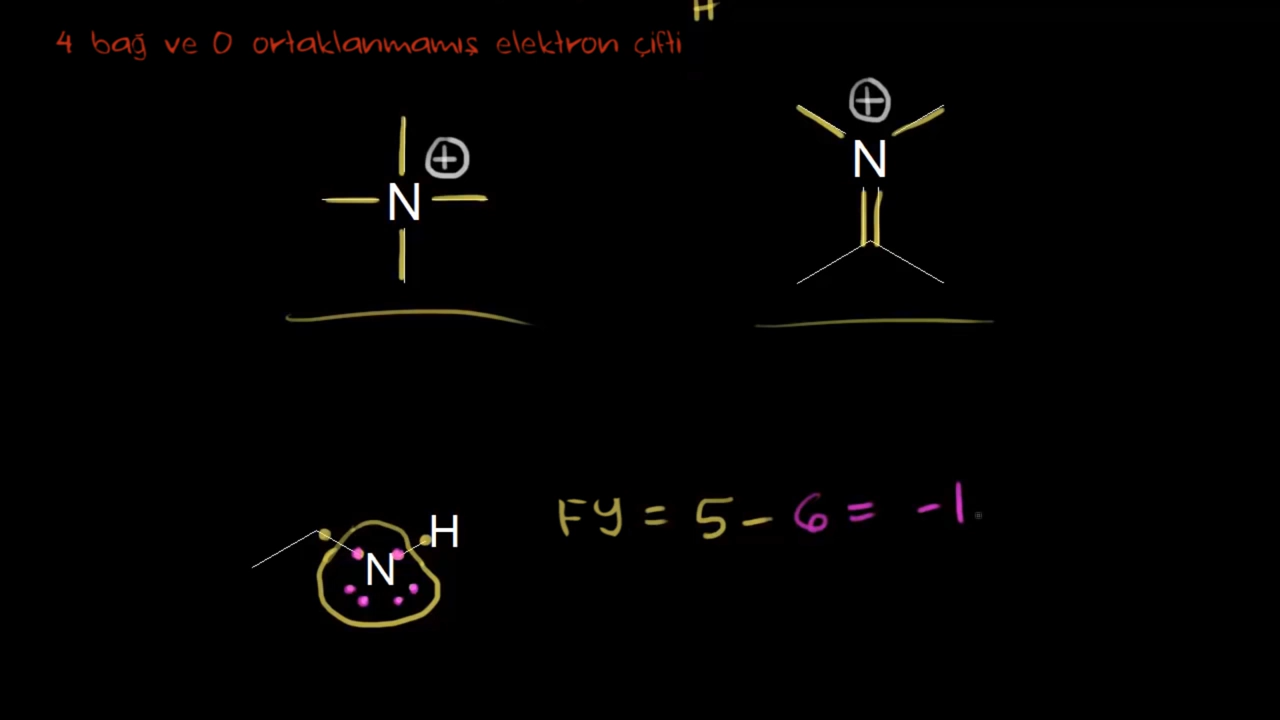 H
4 bağ ve 0 ortaklanmamış elektron çifti
+
+
N
N
FY = 5 - 6 = -1
H
N